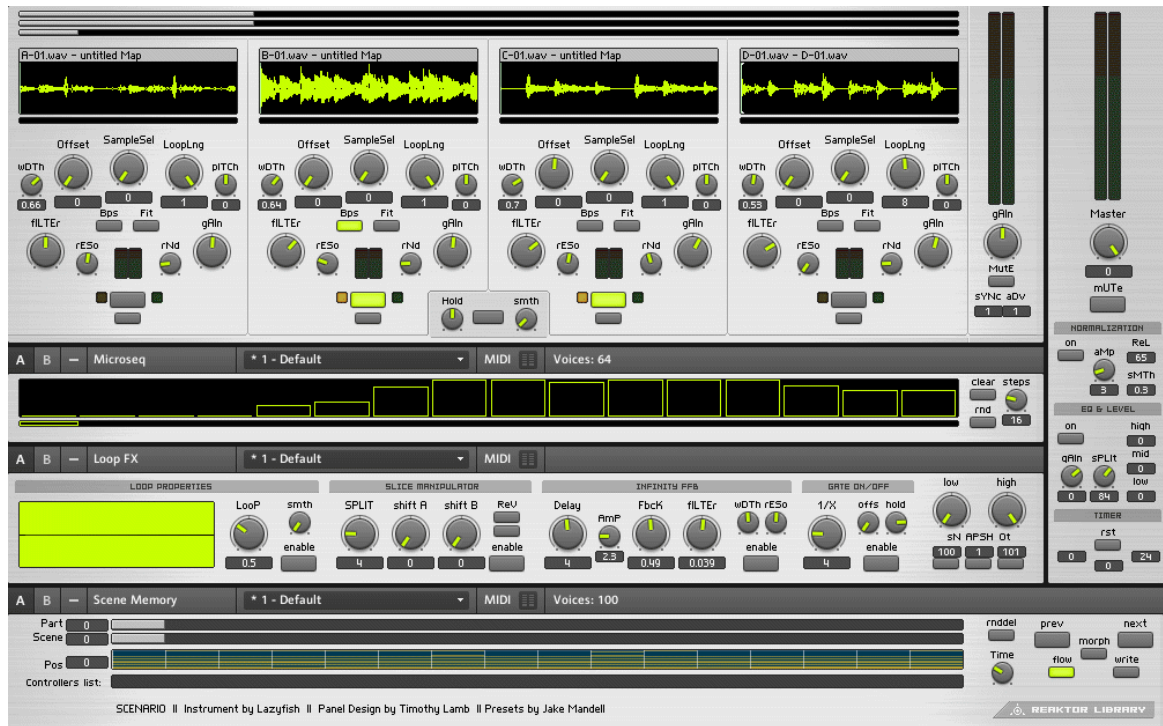 A-01.wav - untitled Map
B-01.wav - untitled Map
C-01.wav - untitled Map
D-01.wav - D-01.wav
wDTh Offset SampleSel LoopLng pITCh
0.66 0 0 1 0
Bps Fit
fILTEr rESo rNd gAIn
wDTh Offset SampleSel LoopLng pITCh
0.64 0 0 1 0
Bps Fit
fILTEr rESo rNd gAIn
wDTh Offset SampleSel LoopLng pITCh
0.7 0 0 1 0
Bps Fit
fILTEr rESo rNd gAIn
wDTh Offset SampleSel LoopLng pITCh
0.53 0 0 8 0
Bps Fit
fILTEr rESo rNd gAIn
Hold smth
gAIn
MutE
sYNc aDv
1 1
Master
0
mUTe
NORMALIZATION
on aMp ReL
65
sMTh
3 0.3
EQ & LEVEL
on high
0
gAIn sPLIt mid
0
low
0 84 0
TIMER
rst
0 0 24
A B – Microseq * 1 - Default MIDI Voices: 64
clear steps
rnd 16
A B – Loop FX * 1 - Default MIDI
LOOP PROPERTIES
LooP smth
enable
0.5
SLICE MANIPULATOR
SPLIT shift A shift B ReV
enable
4 0 0
INFINITY FFB
Delay AmP FbcK fILTEr wDTh rESo
enable
4 2.3 0.49 0.039
GATE ON/OFF
1/X offs hold
enable
4
low high
sN APSH Ot
100 1 101
A B – Scene Memory * 1 - Default MIDI Voices: 100
Part 0
Scene 0
Pos 0
Controllers list:
rnddel prev next
morph
Time flow write
SCENARIO II Instrument by Lazyfish II Panel Design by Timothy Lamb II Presets by Jake Mandell
REAKTOR LIBRARY